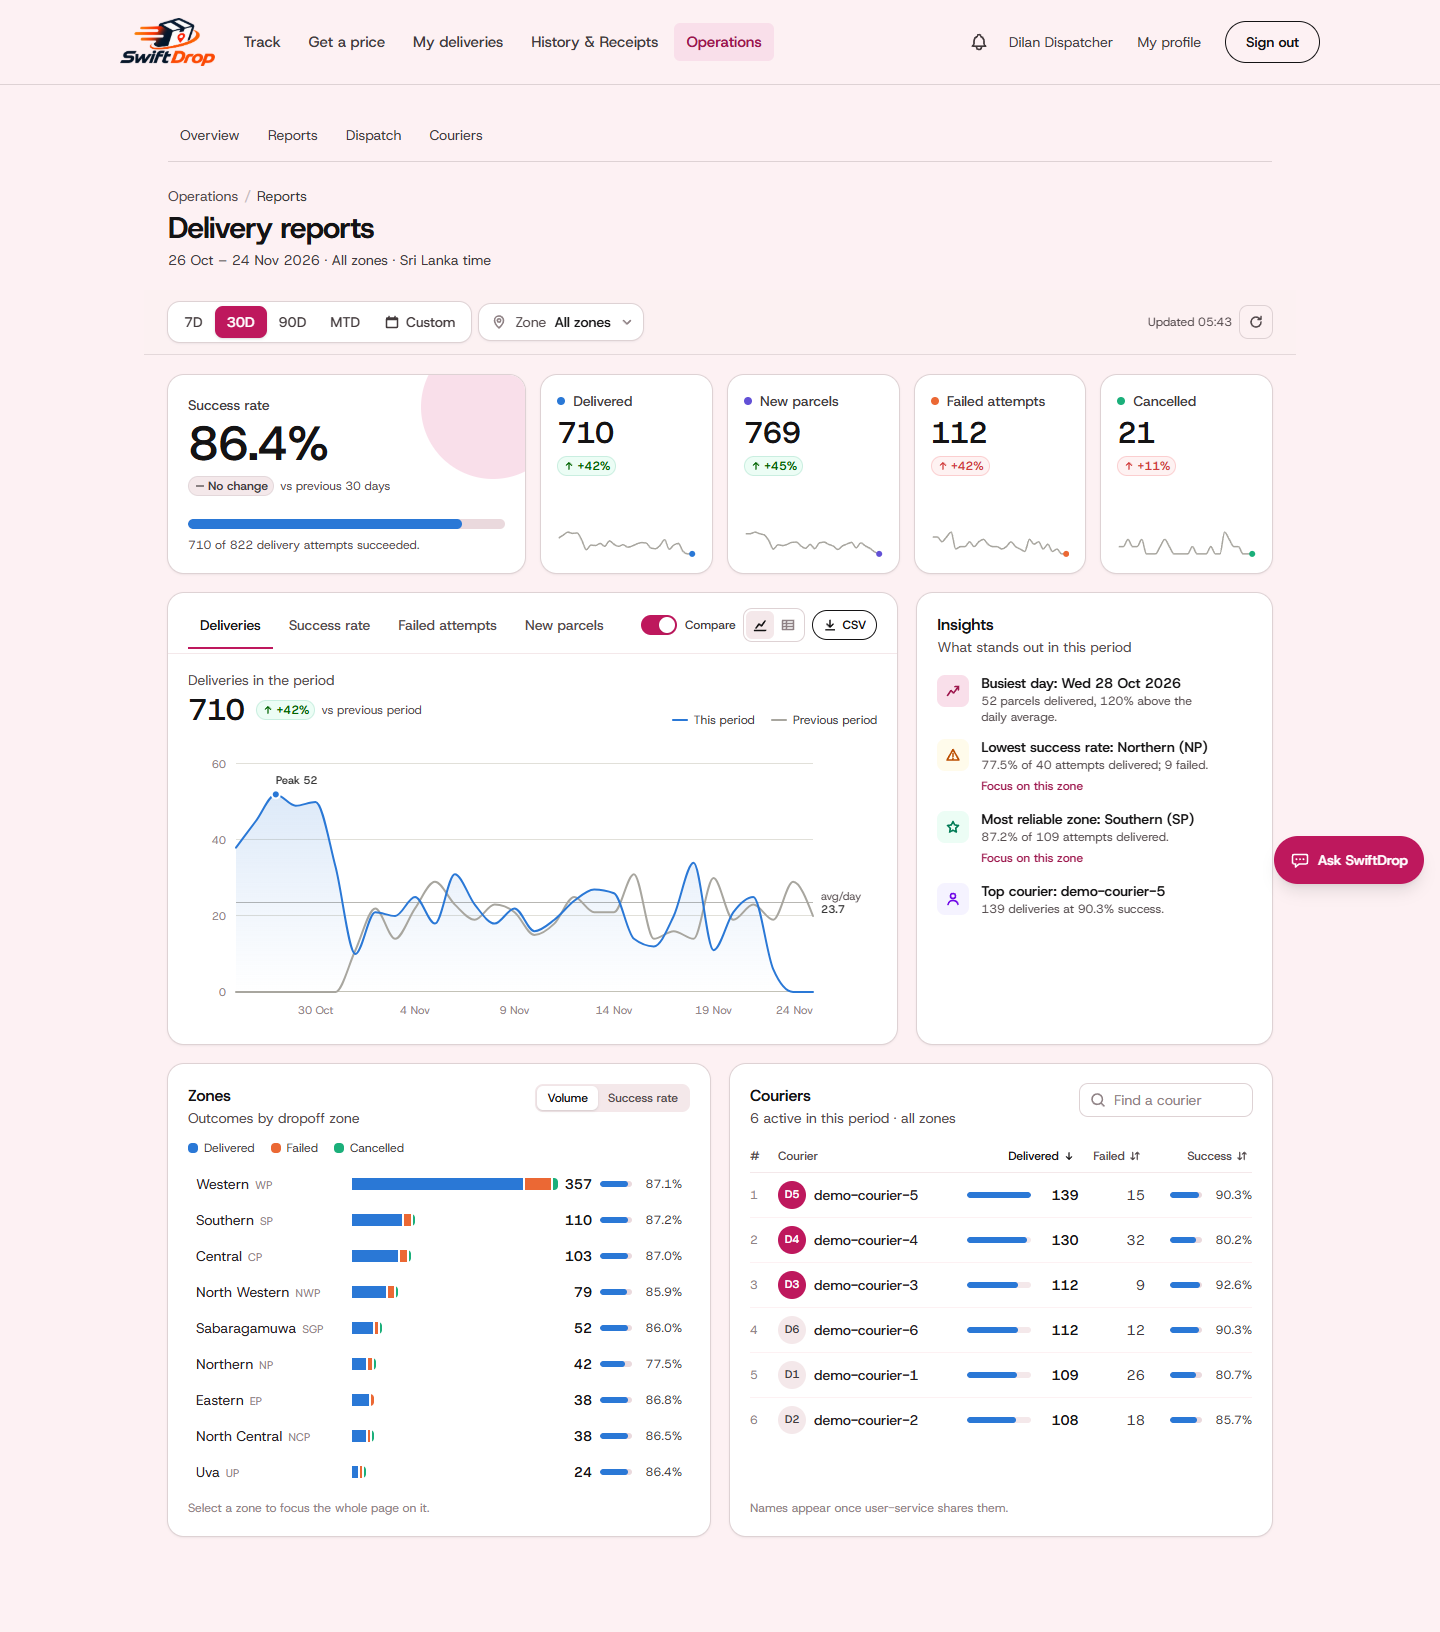 SwiftDrop
Track Get a price My deliveries History & Receipts Operations Dilan Dispatcher My profile Sign out
Overview Reports Dispatch Couriers
Operations / Reports
Delivery reports
26 Oct – 24 Nov 2026 · All zones · Sri Lanka time
7D 30D 90D MTD Custom Zone All zones Updated 05:43
Success rate
86.4%
— No change vs previous 30 days
710 of 822 delivery attempts succeeded.
Delivered
710
↑ +42%
New parcels
769
↑ +45%
Failed attempts
112
↑ +42%
Cancelled
21
↑ +11%
Deliveries Success rate Failed attempts New parcels Compare CSV
Deliveries in the period
710 ↑ +42% vs previous period
This period Previous period
60
Peak 52
40
avg/day
23.7
20
0
30 Oct 4 Nov 9 Nov 14 Nov 19 Nov 24 Nov
Insights
What stands out in this period
Busiest day: Wed 28 Oct 2026
52 parcels delivered, 120% above the
daily average.
Lowest success rate: Northern (NP)
77.5% of 40 attempts delivered; 9 failed.
Focus on this zone
Most reliable zone: Southern (SP)
87.2% of 109 attempts delivered.
Focus on this zone
Top courier: demo-courier-5
139 deliveries at 90.3% success.
Ask SwiftDrop
Zones
Outcomes by dropoff zone
Volume Success rate
Delivered Failed Cancelled
Western WP 357 87.1%
Southern SP 110 87.2%
Central CP 103 87.0%
North Western NWP 79 85.9%
Sabaragamuwa SGP 52 86.0%
Northern NP 42 77.5%
Eastern EP 38 86.8%
North Central NCP 38 86.5%
Uva UP 24 86.4%
Select a zone to focus the whole page on it.
Couriers
6 active in this period · all zones
Find a courier
# Courier Delivered ↓ Failed ↓↑ Success ↓↑
1 D5 demo-courier-5 139 15 90.3%
2 D4 demo-courier-4 130 32 80.2%
3 D3 demo-courier-3 112 9 92.6%
4 D6 demo-courier-6 112 12 90.3%
5 D1 demo-courier-1 109 26 80.7%
6 D2 demo-courier-2 108 18 85.7%
Names appear once user-service shares them.